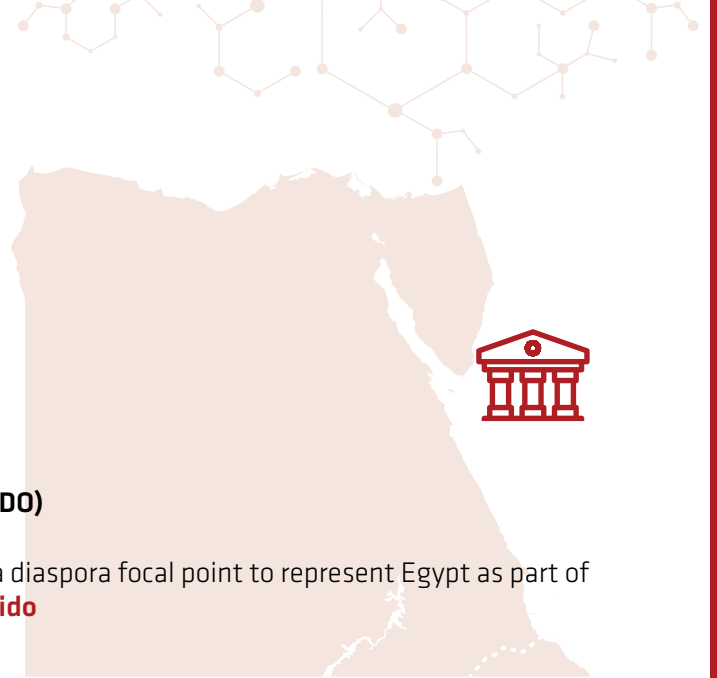 DO)
a diaspora focal point to represent Egypt as part of
ido